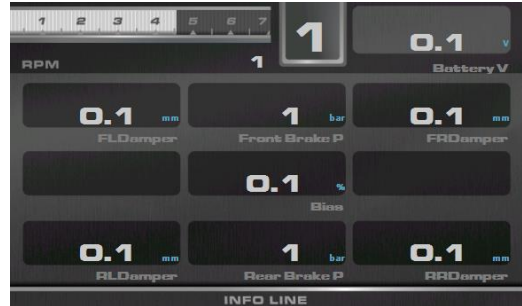 1 2 3 4 5 6 7
1
0.1 V
RPM 1 Battery V
0.1 mm 1 bar 0.1 mm
FLDamper Front Brake P FRDamper
0.1 %
Bias
0.1 mm 1 bar 0.1 mm
RLDamper Rear Brake P RRDamper
INFO LINE